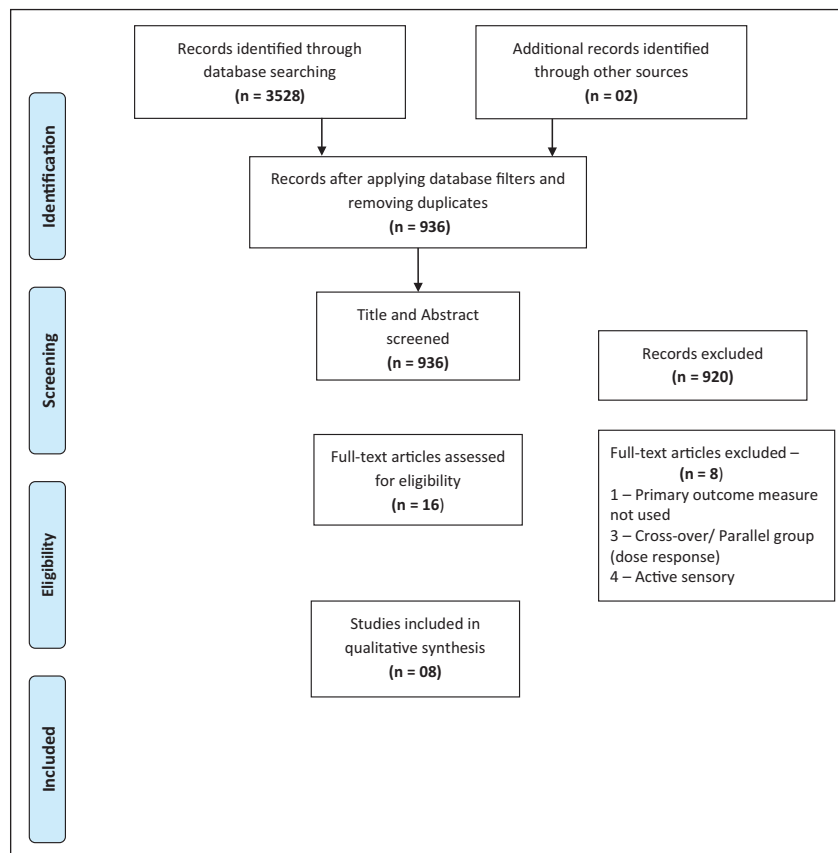 Records identified through
database searching
(n = 3528)
Additional records identified
through other sources
(n = 02)
Identification
Records after applying database filters and
removing duplicates
(n = 936)
Screening
Title and Abstract
screened
(n = 936)
Records excluded
(n = 920)
Eligibility
Full-text articles assessed
for eligibility
(n = 16)
Full-text articles excluded –
(n = 8)
1 – Primary outcome measure
not used
3 – Cross-over/ Parallel group
(dose response)
4 – Active sensory
Studies included in
qualitative synthesis
(n = 08)
Included